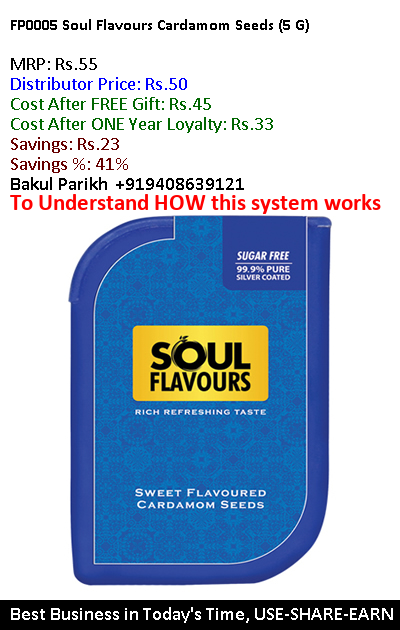 FP0005 Soul Flavours Cardamom Seeds (5 G)
MRP: Rs.55
Distributor Price: Rs.50
Cost After FREE Gift: Rs.45
Cost After ONE Year Loyalty: Rs.33
Savings: Rs.23
Savings %: 41%
Bakul Parikh +919408639121
To Understand HOW this system works
SUGAR FREE
99.9% PURE
SILVER COATED
SOUL
FLAVOURS
RICH REFRESHING TASTE
SWEET FLAVOURED
CARDAMOM SEEDS
Best Business in Today's Time, USE-SHARE-EARN